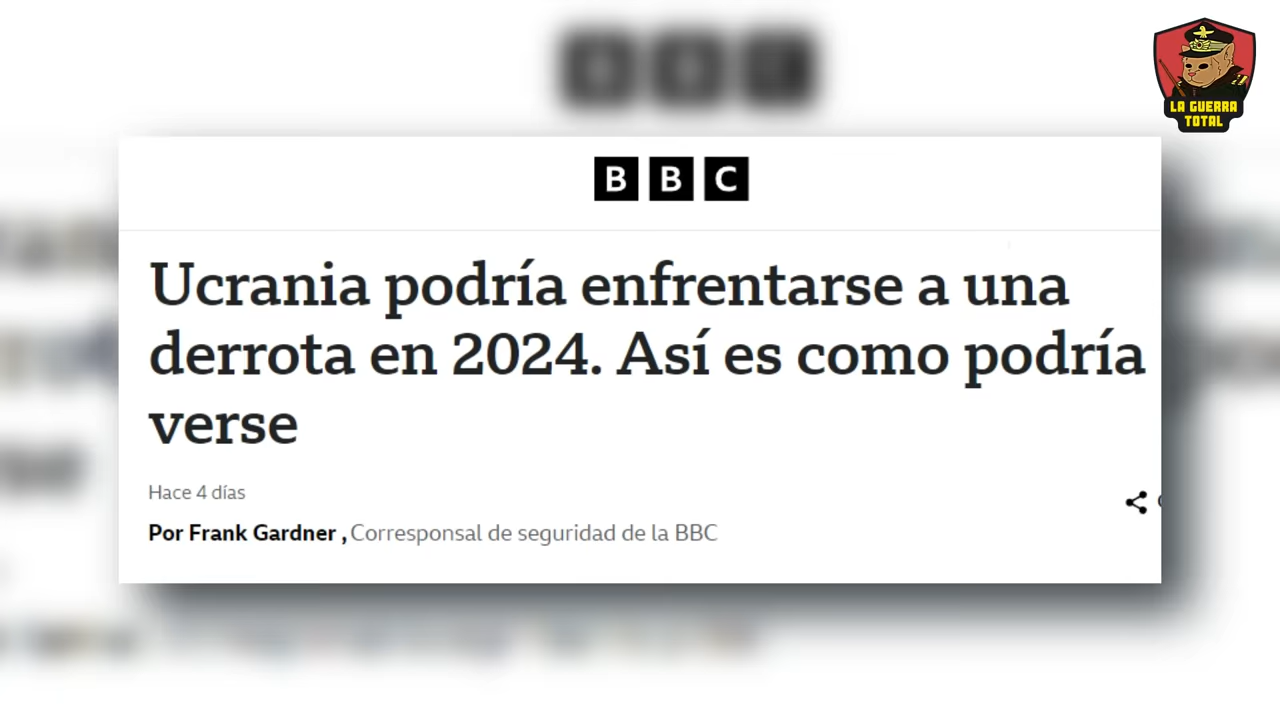 LA GUERRA
TOTAL
BBC
Ucrania podría enfrentarse a una
derrota en 2024. Así es como podría
verse
Hace 4 días
Por Frank Gardner , Corresponsal de seguridad de la BBC